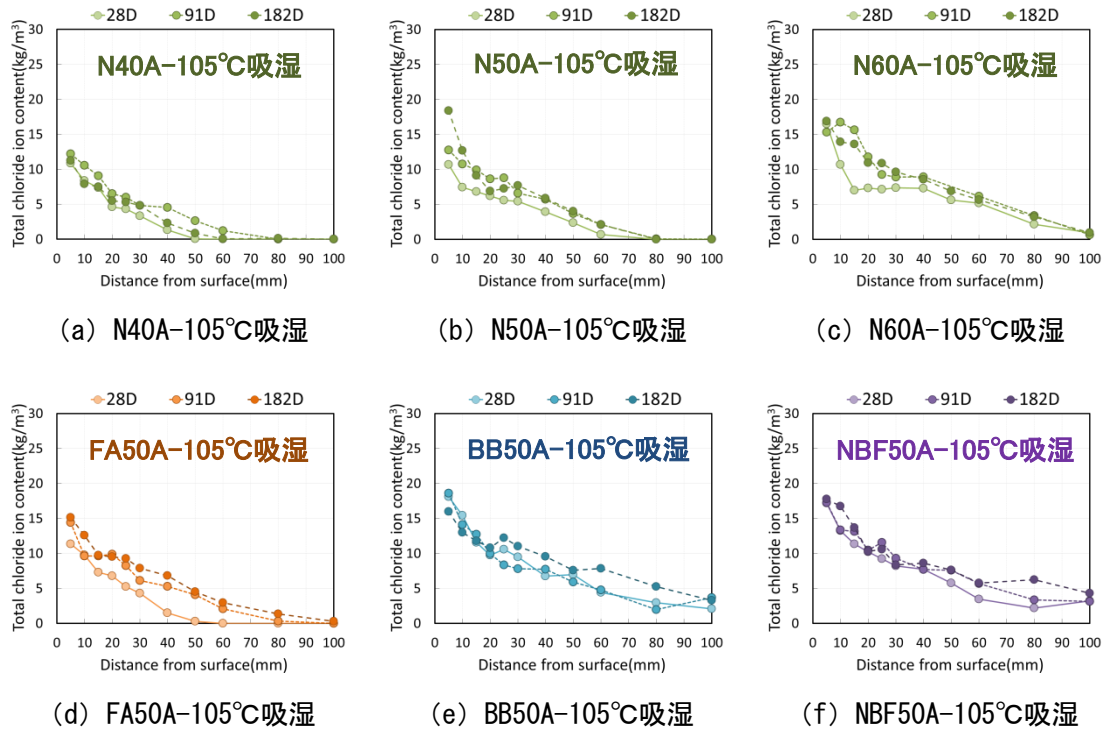 28D 91D 182D
28D 91D 182D
28D 91D 182D
N40A-105℃吸湿
N50A-105℃吸湿
N60A-105℃吸湿
Total chloride ion content(kg/m³)
30
25
20
15
10
5
0
0 10 20 30 40 50 60 70 80 90 100
Distance from surface(mm)
Total chloride ion content(kg/m³)
30
25
20
15
10
5
0
0 10 20 30 40 50 60 70 80 90 100
Distance from surface(mm)
Total chloride ion content(kg/m³)
30
25
20
15
10
5
0
0 10 20 30 40 50 60 70 80 90 100
Distance from surface(mm)
(a) N40A-105℃吸湿
(b) N50A-105℃吸湿
(c) N60A-105℃吸湿
28D 91D 182D
28D 91D 182D
28D 91D 182D
FA50A-105℃吸湿
BB50A-105℃吸湿
NBF50A-105℃吸湿
Total chloride ion content(kg/m³)
30
25
20
15
10
5
0
0 10 20 30 40 50 60 70 80 90 100
Distance from surface(mm)
Total chloride ion content(kg/m³)
30
25
20
15
10
5
0
0 10 20 30 40 50 60 70 80 90 100
Distance from surface(mm)
Total chloride ion content(kg/m³)
30
25
20
15
10
5
0
0 10 20 30 40 50 60 70 80 90 100
Distance from surface(mm)
(d) FA50A-105℃吸湿
(e) BB50A-105℃吸湿
(f) NBF50A-105℃吸湿